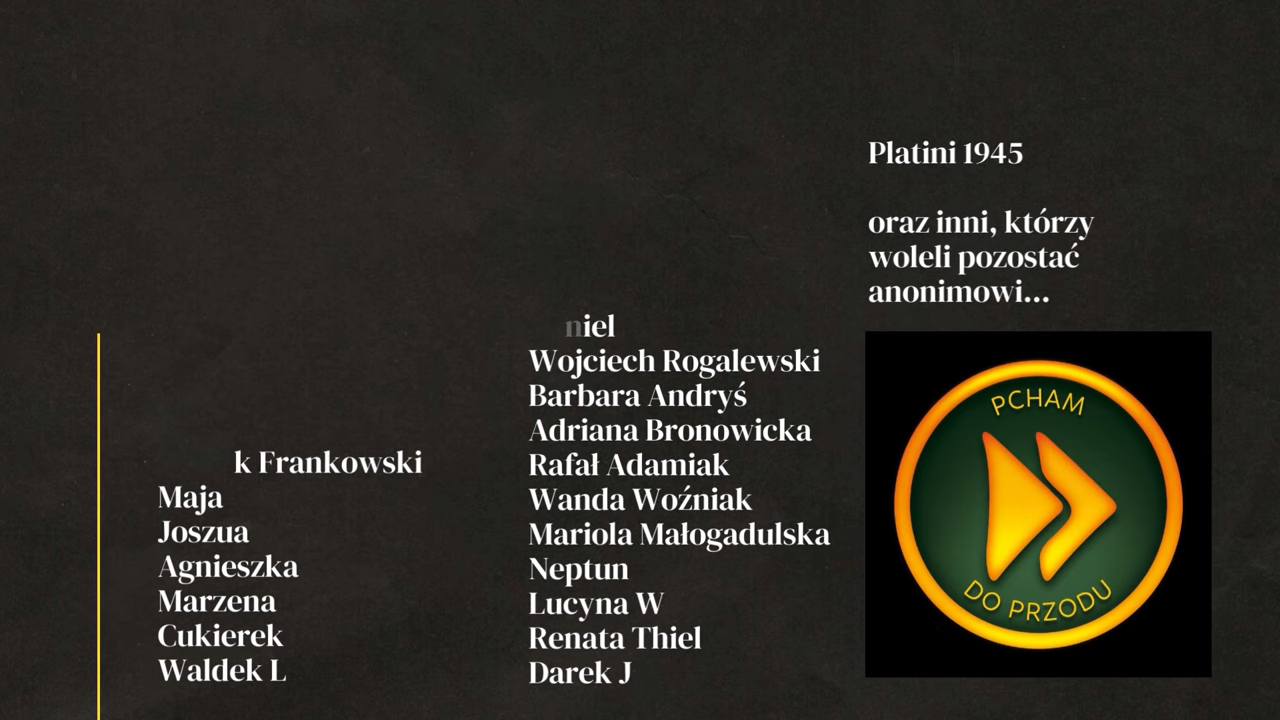 k Frankowski
Maja
Joszua
Agnieszka
Marzena
Cukierek
Waldek L
niel
Wojciech Rogalewski
Barbara Andryś
Adriana Bronowicka
Rafał Adamiak
Wanda Woźniak
Mariola Małogadulska
Neptun
Lucyna W
Renata Thiel
Darek J
Platini 1945
oraz inni, którzy
woleli pozostać
anonimowi...
PCHAM
DO PRZODU